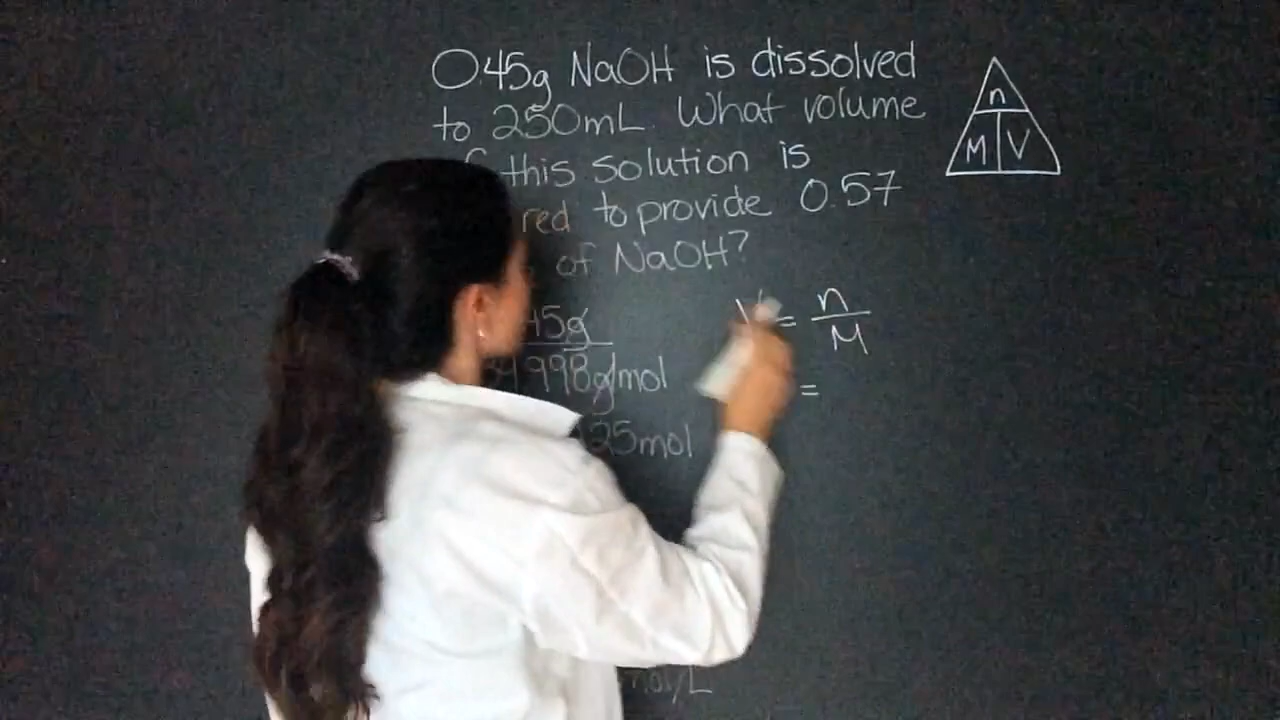 0.45g NaOH is dissolved
to 250mL. What volume
this solution is
red to provide 0.57
of NaOH?
n
M V
45g
V = n
M
39.998g/mol
=
25mol
mol/L